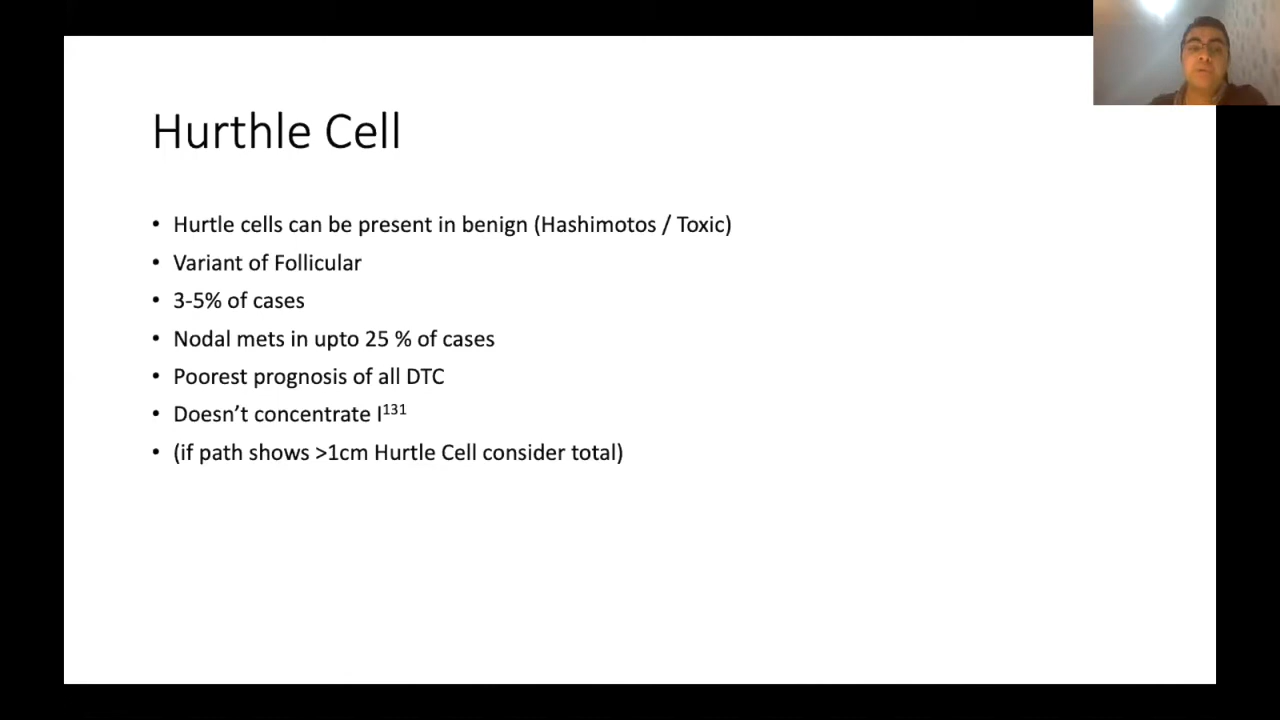 Hurthle Cell
• Hurtle cells can be present in benign (Hashimotos / Toxic)
• Variant of Follicular
• 3-5% of cases
• Nodal mets in upto 25 % of cases
• Poorest prognosis of all DTC
• Doesn’t concentrate I¹³¹
• (if path shows >1cm Hurtle Cell consider total)